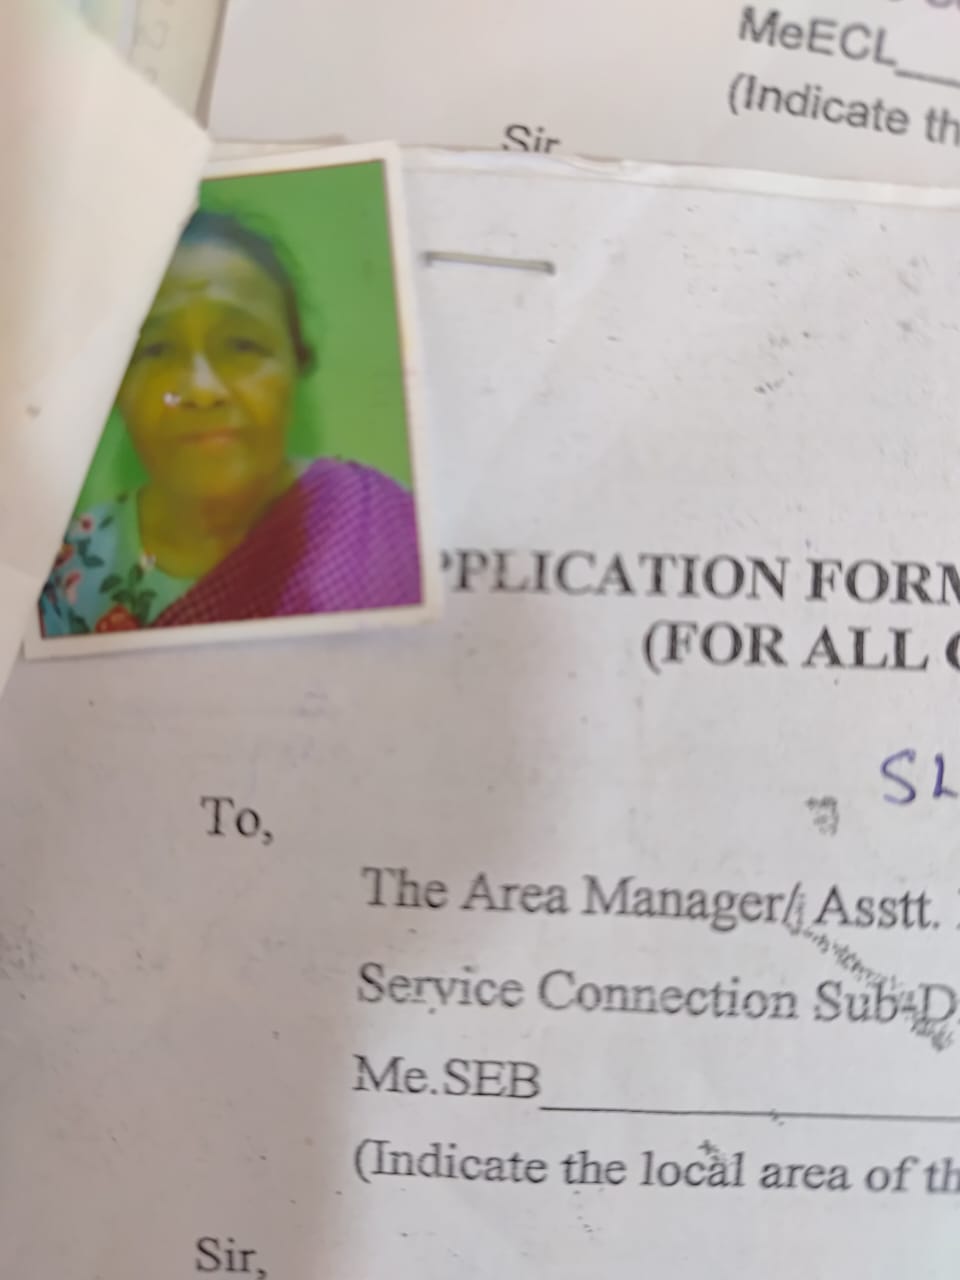 MeECL
(Indicate th
Sir
PPLICATION FORM
(FOR ALL
SL
To,
The Area Manager/ Asstt.
Service Connection Sub-D
Me.SEB
(Indicate the local area of th
Sir,